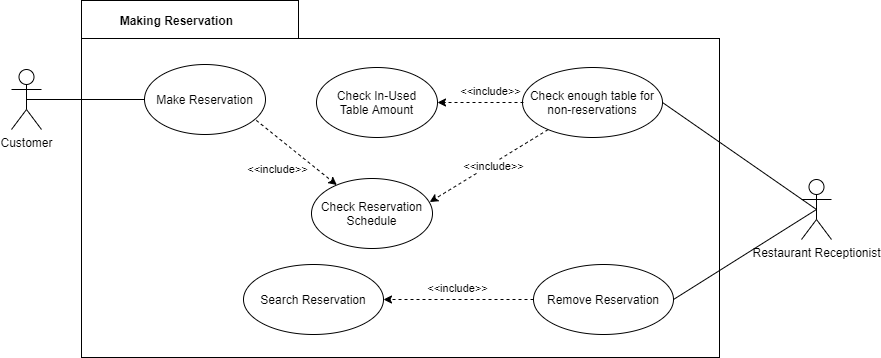 Making Reservation
Make Reservation
Check In-Used
Table Amount
<<include>>
Check enough table for
non-reservations
Customer
<<include>>
<<include>>
Check Reservation
Schedule
Restaurant Receptionist
Search Reservation
<<include>>
Remove Reservation